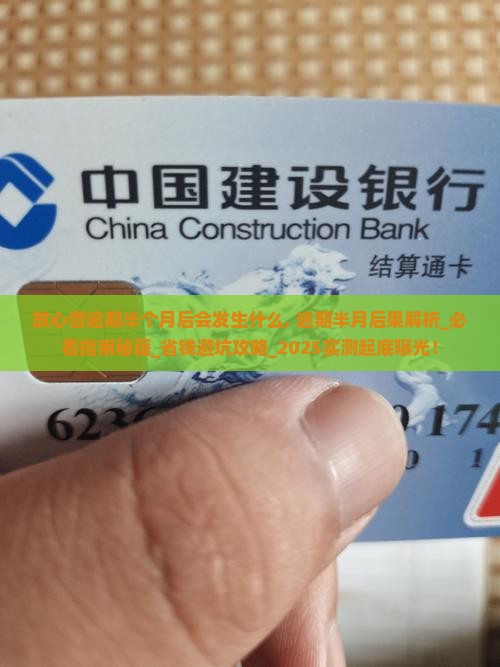 中国建设银行
China Construction Bank
结算通卡
放心借逾期半个月后会发生什么, 逾期半月后果解析_必
看指南秘籍_省钱避坑攻略_2025实测起底曝光！
623
0 174
0 1